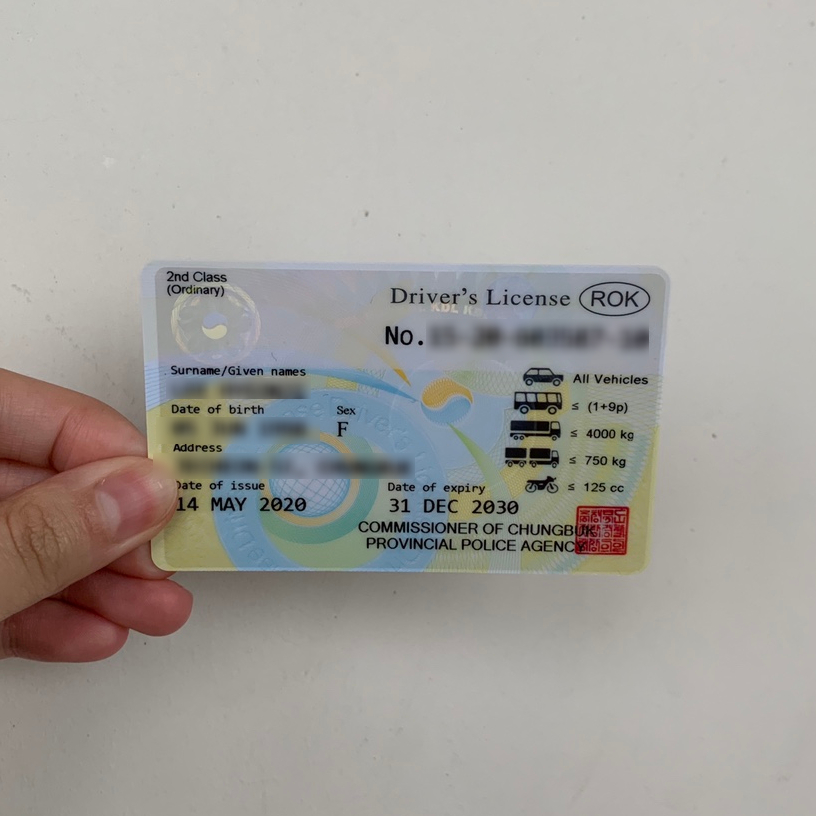 2nd Class
(Ordinary)
Driver's License ROK
No.
Surname/Given names
Date of birth
Sex
F
Address
Date of issue
14 MAY 2020
Date of expiry
31 DEC 2030
All Vehicles
≤ (1+9p)
≤ 4000 kg
≤ 750 kg
≤ 125 cc
COMMISSIONER OF CHUNGBUK
PROVINCIAL POLICE AGENCY